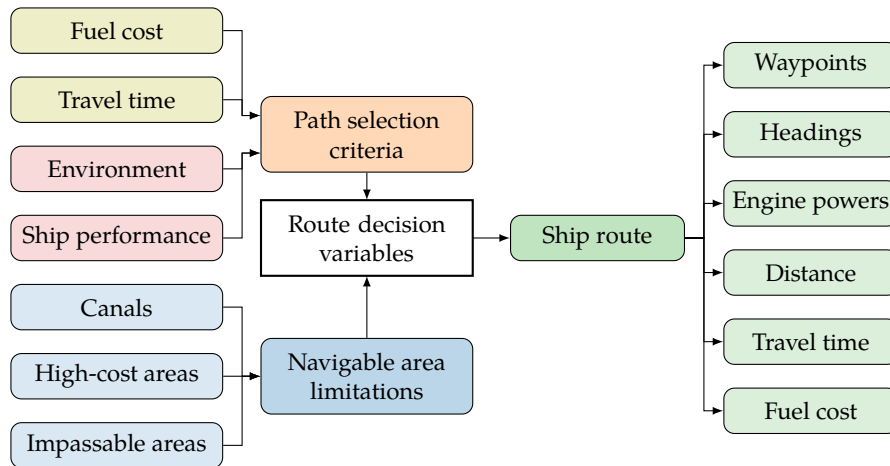 Fuel cost
Travel time
Environment
Ship performance
Canals
High-cost areas
Impassable areas
Path selection
criteria
Route decision
variables
Navigable area
limitations
Ship route
Waypoints
Headings
Engine powers
Distance
Travel time
Fuel cost